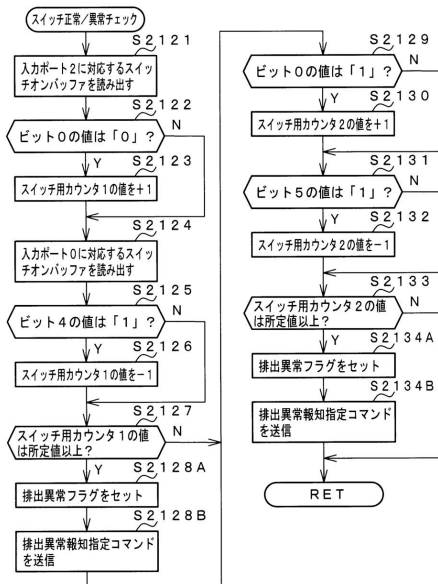 スイッチ正常／異常チェック
S2121
入力ポート2に対応するスイッ
チオンバッファを読み出す
S2122
ビット0の値は「0」？
N
Y
S2123
スイッチ用カウンタ1の値を+1
S2124
入力ポート0に対応するスイッ
チオンバッファを読み出す
S2125
ビット4の値は「1」？
N
Y
S2126
スイッチ用カウンタ1の値を−1
S2127
スイッチ用カウンタ1の値
は所定値以上？
N
Y
S2128A
排出異常フラグをセット
S2128B
排出異常報知指定コマンド
を送信
S2129
ビット0の値は「1」？
N
Y
S2130
スイッチ用カウンタ2の値を+1
S2131
ビット5の値は「1」？
N
Y
S2132
スイッチ用カウンタ2の値を−1
S2133
スイッチ用カウンタ2の値
は所定値以上？
N
Y
S2134A
排出異常フラグをセット
S2134B
排出異常報知指定コマンド
を送信
RET